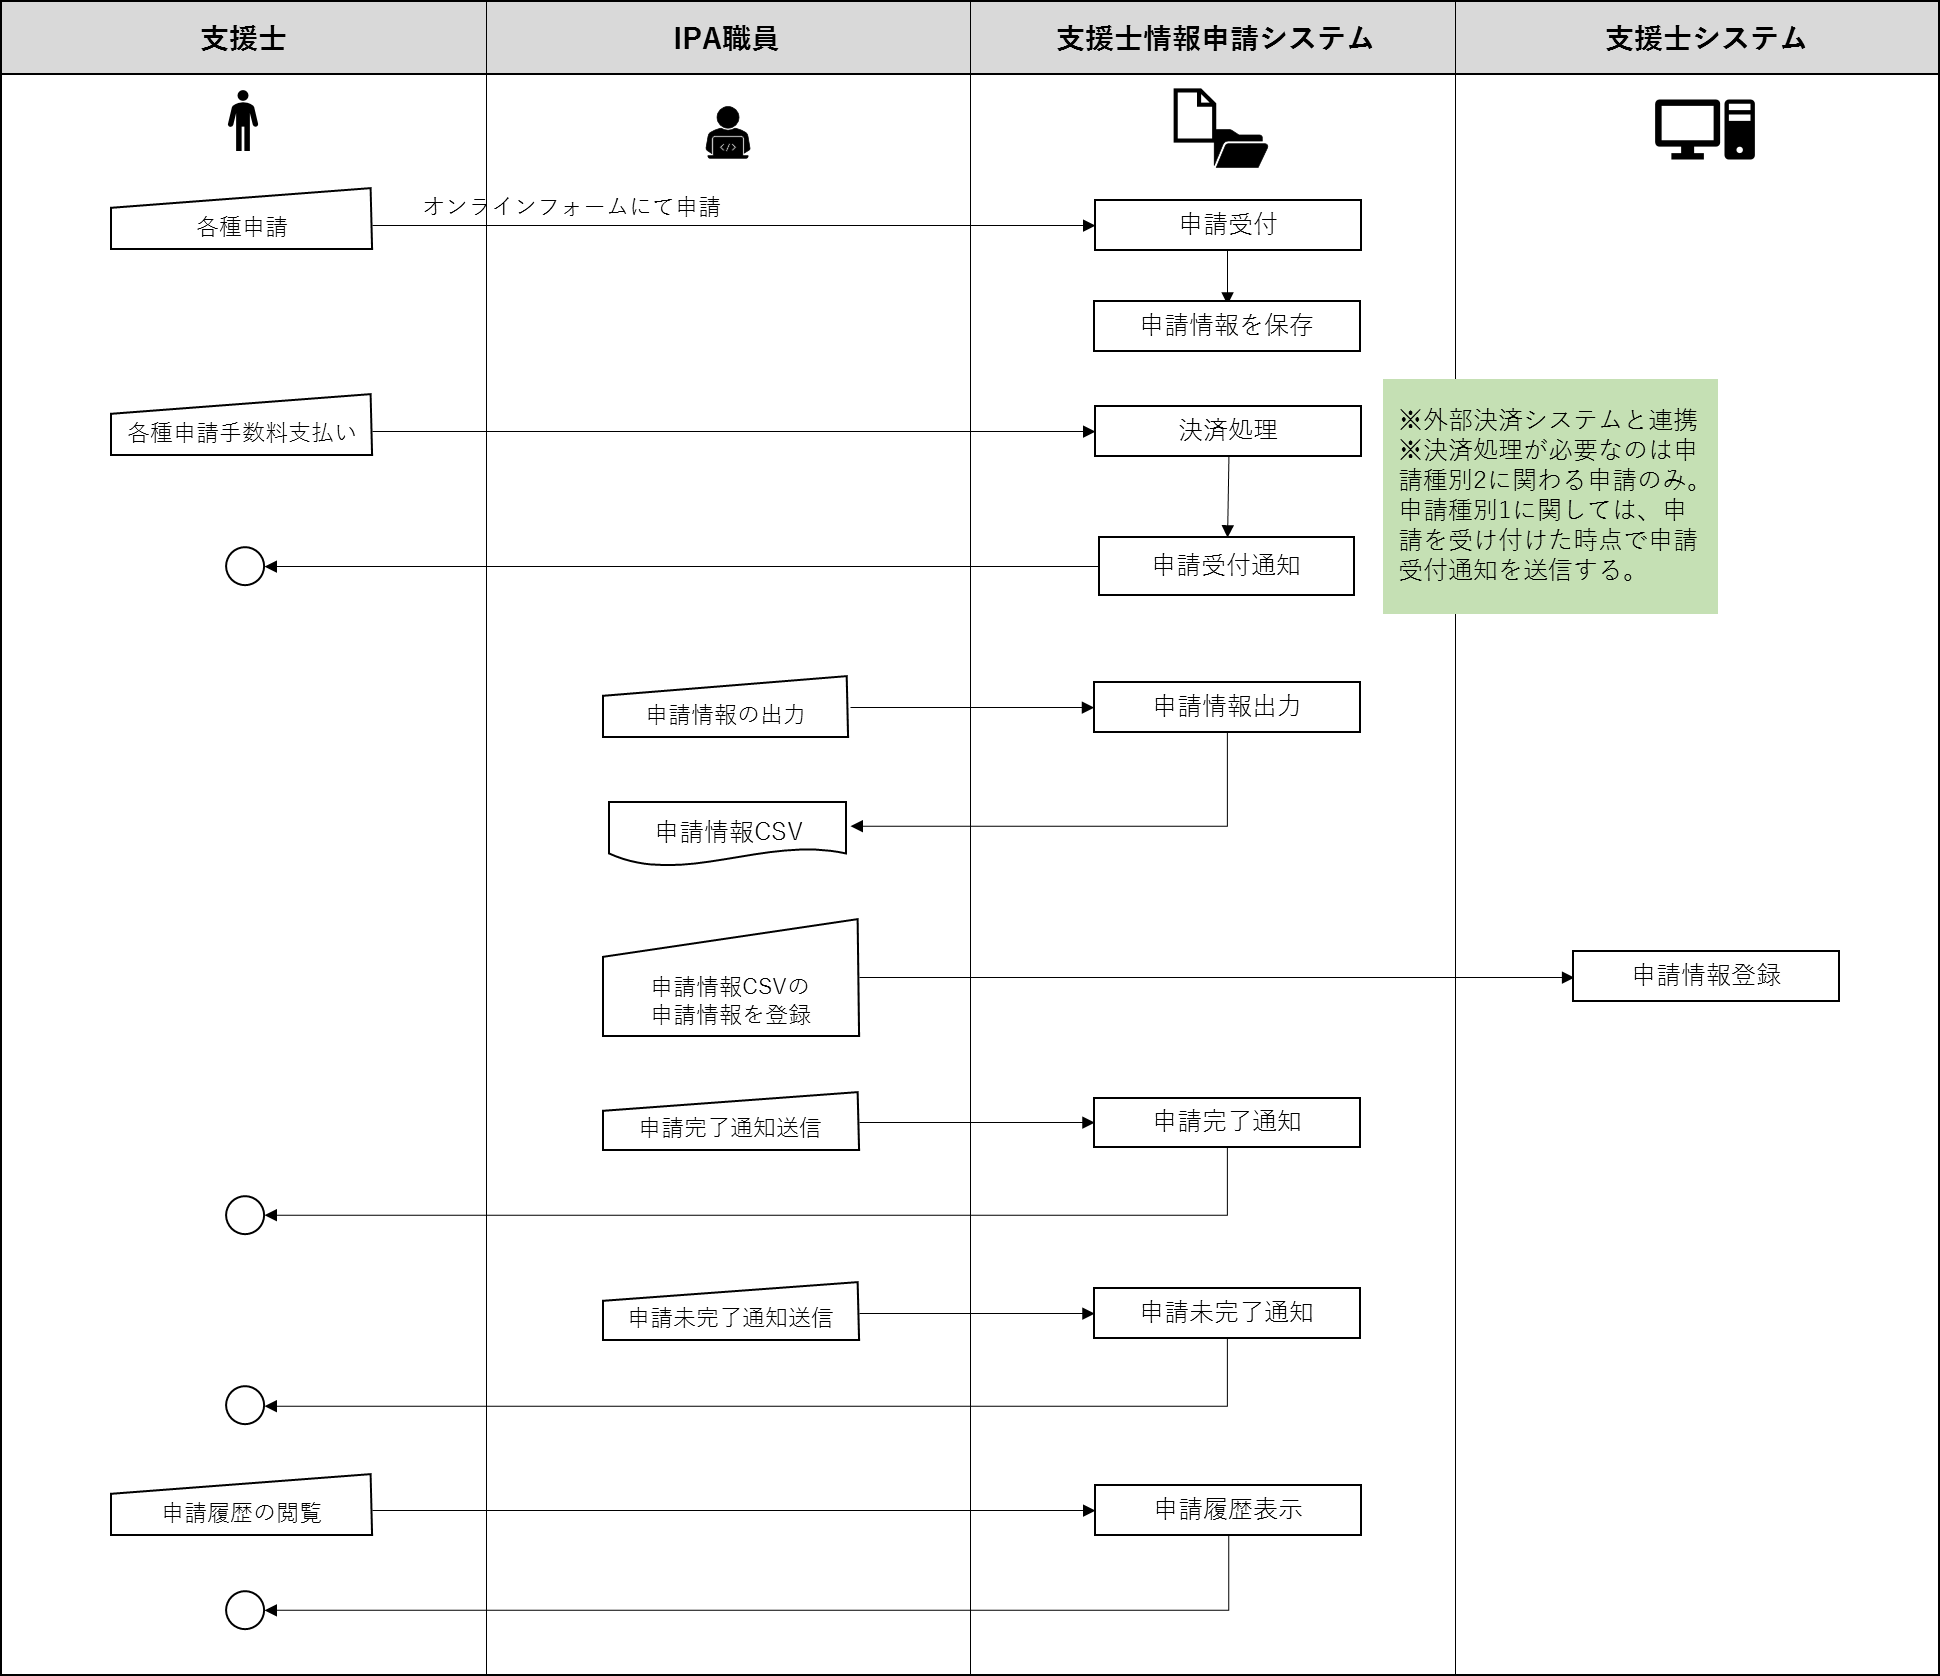 支援士
IPA職員
支援士情報申請システム
支援士システム
オンラインフォームにて申請
各種申請
申請受付
申請情報を保存
各種申請手数料支払い
決済処理
※外部決済システムと連携
※決済処理が必要なのは申
請種別2に関わる申請のみ。
申請種別1に関しては、申
請を受け付けた時点で申請
受付通知を送信する。
申請受付通知
申請情報の出力
申請情報出力
申請情報CSV
申請情報CSVの
申請情報を登録
申請情報登録
申請完了通知送信
申請完了通知
申請未完了通知送信
申請未完了通知
申請履歴の閲覧
申請履歴表示